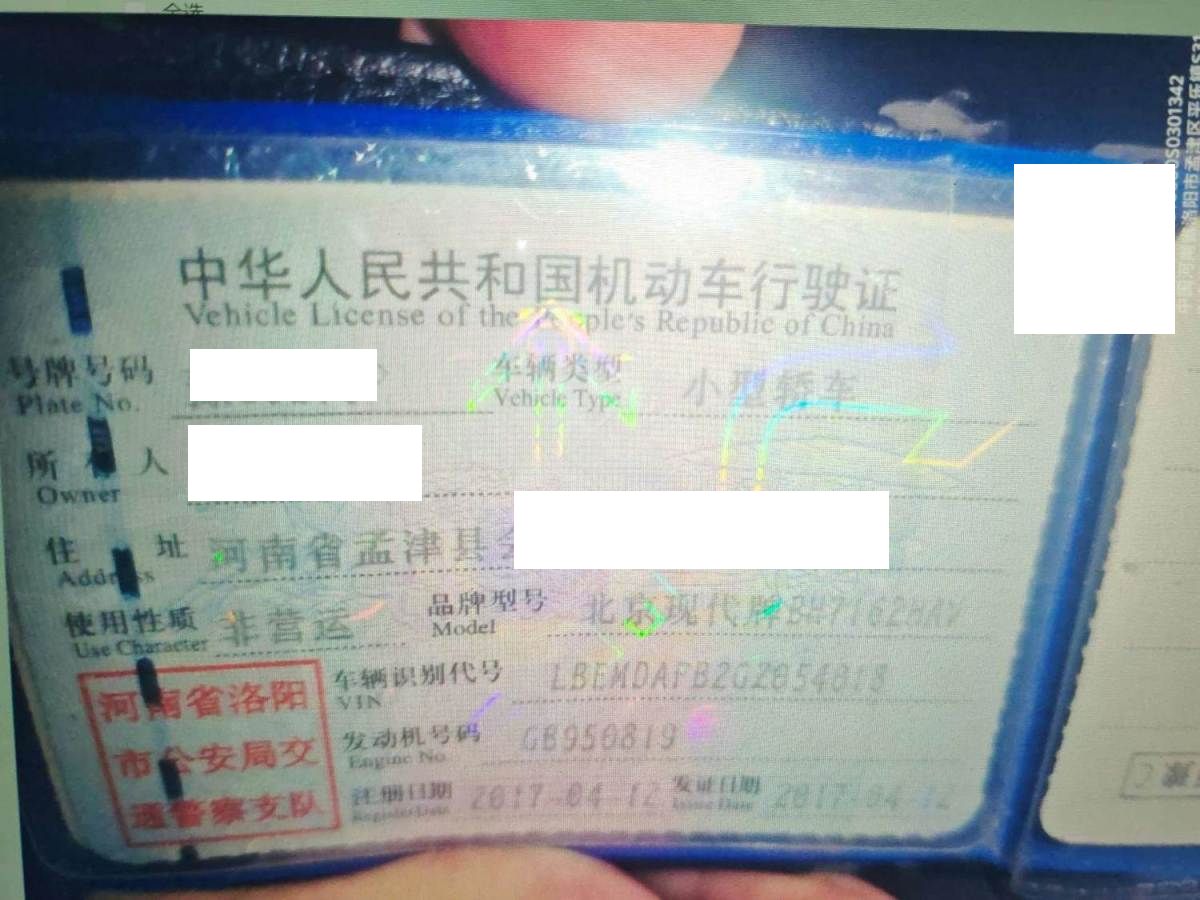 全选
S0301342
中华人民共和国机动车行驶证
Vehicle License of the People's Republic of China
号牌号码
Plate No.
车辆类型 小型轿车
Vehicle Type
所有人
Owner
住址 河南省孟津县
Address
使用性质 非营运
Use Character
品牌型号 北京现代牌
Model
车辆识别代号 LBEMDAFB2GZ054818
VIN
发动机号码 GB950819
Engine No.
注册日期 2017-04-12 发证日期 2017-04-12
Register Date Issue Date
河南省洛阳
市公安局交
通警察支队